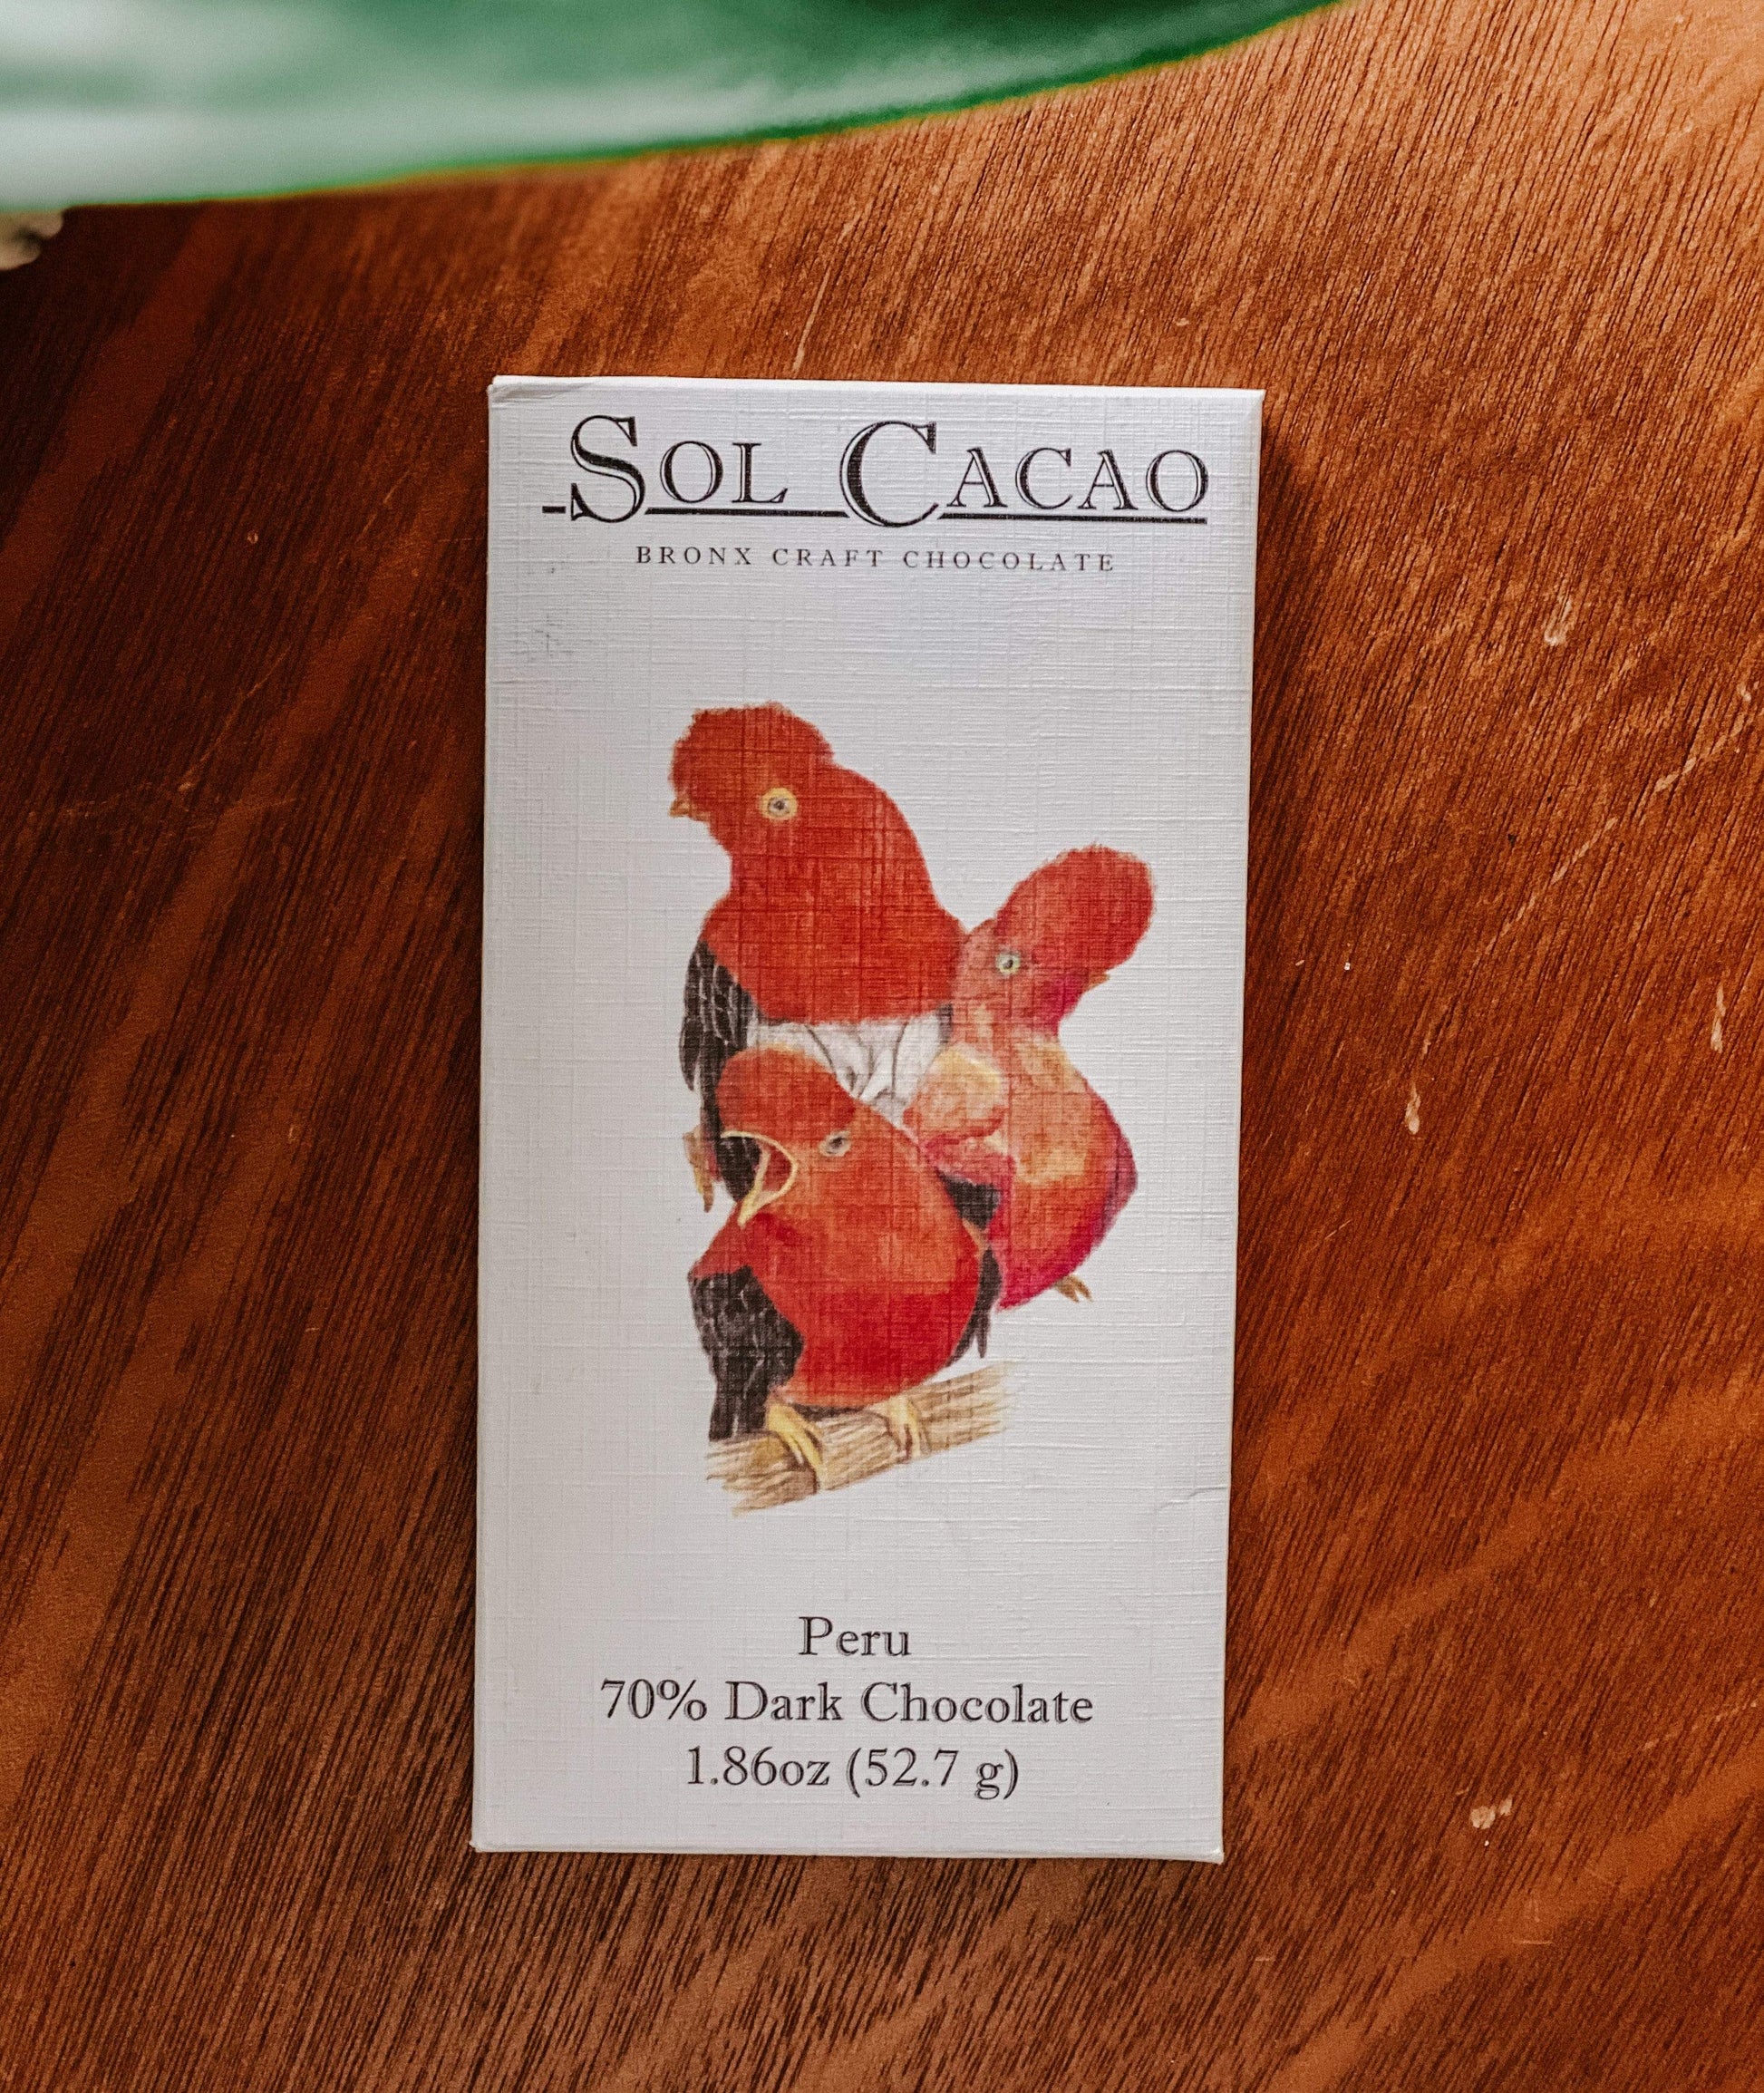 SOL CACAO
BRONX CRAFT CHOCOLATE
Peru
70% Dark Chocolate
1.86oz (52.7 g)